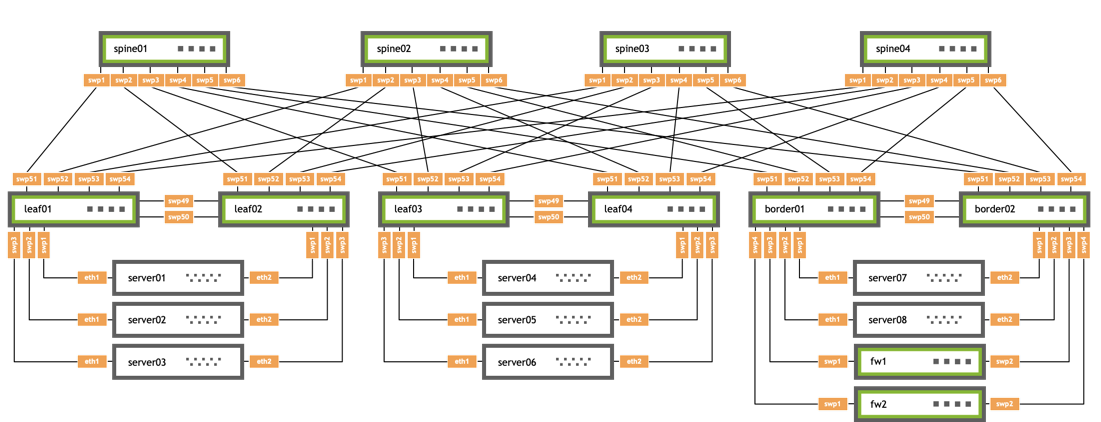 spine01 spine02 spine03 spine04
swp1 swp2 swp3 swp4 swp5 swp6 swp1 swp2 swp3 swp4 swp5 swp6 swp1 swp2 swp3 swp4 swp5 swp6 swp1 swp2 swp3 swp4 swp5 swp6
swp51 swp52 swp53 swp54 swp51 swp52 swp53 swp54 swp51 swp52 swp53 swp54 swp51 swp52 swp53 swp54 swp51 swp52 swp53 swp54 swp51 swp52 swp53 swp54
swp49 swp49 swp49
leaf01 leaf02 leaf03 leaf04 border01 border02
swp50 swp50 swp50
swp3 swp2 swp1 swp1 swp2 swp3 swp3 swp2 swp1 swp1 swp2 swp3 swp4 swp3 swp2 swp1 swp1 swp2 swp3 swp4
eth1 server01 eth2 eth1 server04 eth2 eth1 server07 eth2
eth1 server02 eth2 eth1 server05 eth2 eth1 server08 eth2
eth1 server03 eth2 eth1 server06 eth2 swp1 fw1 swp2
swp1 fw2 swp2